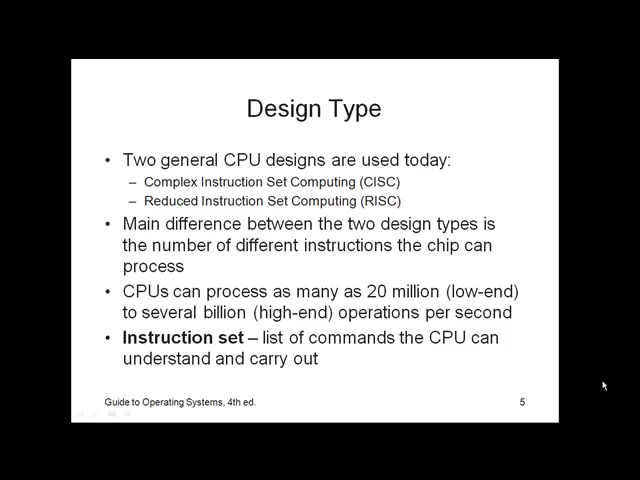 Design Type
• Two general CPU designs are used today:
– Complex Instruction Set Computing (CISC)
– Reduced Instruction Set Computing (RISC)
• Main difference between the two design types is
the number of different instructions the chip can
process
• CPUs can process as many as 20 million (low-end)
to several billion (high-end) operations per second
• Instruction set – list of commands the CPU can
understand and carry out
Guide to Operating Systems, 4th ed.
5